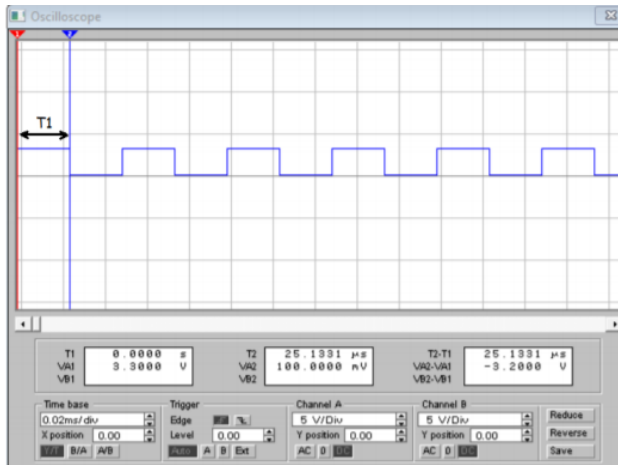 Oscilloscope
1 2
T1
T1 0.0000 s T2 25.1331 µs T2-T1 25.1331 µs
VA1 3.3000 V VA2 100.0000 mV VA2-VA1 -3.2000 V
VB1 VB2 VB2-VB1
Time base Trigger Channel A Channel B
0.02ms/div Edge 5 V/Div 5 V/Div Reduce
X position 0.00 Level 0.00 Y position 0.00 Y position 0.00 Reverse
Y/T B/A A/B Auto A B Ext AC 0 DC AC 0 DC Save